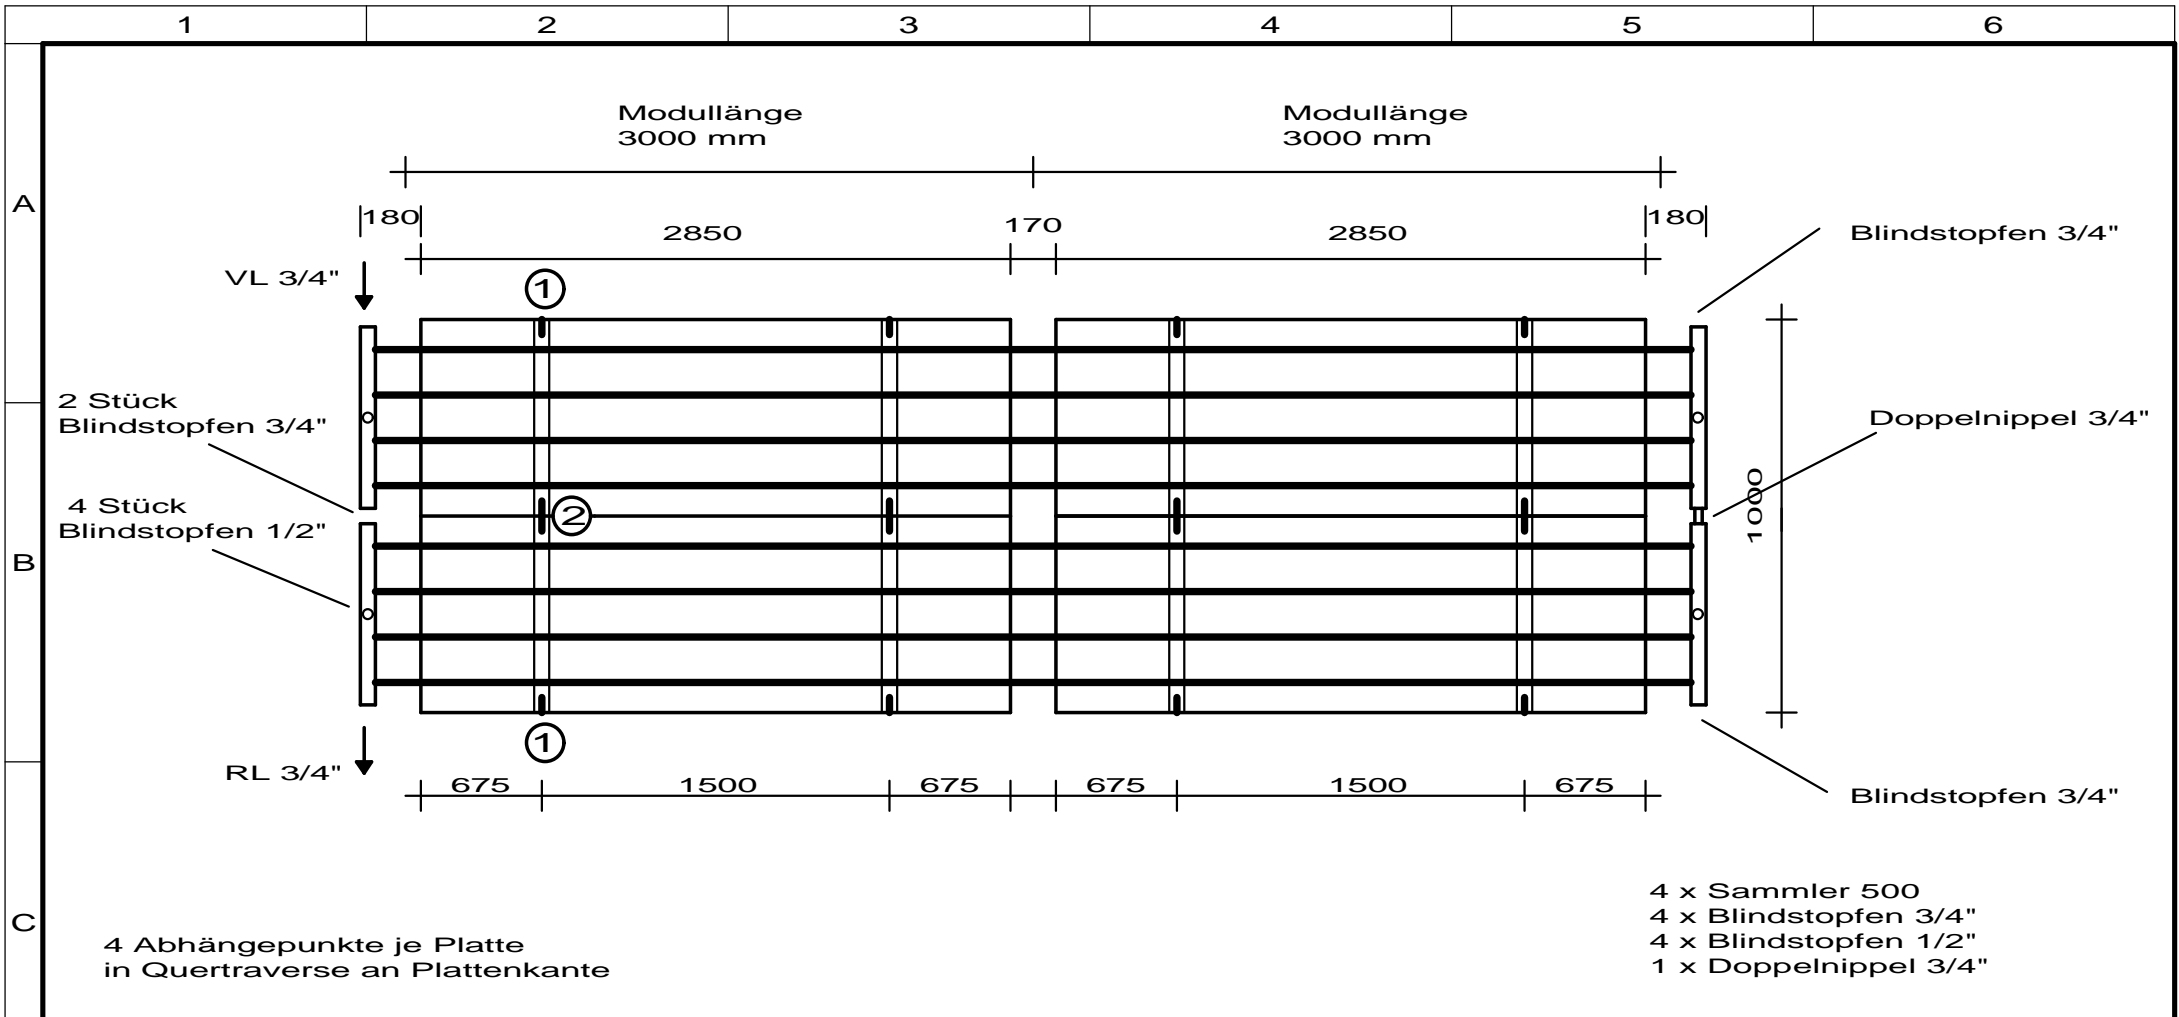 1 2 3 4 5 6
A
B
C
Modullänge
3000 mm
Modullänge
3000 mm
180
2850
170
2850
180
Blindstopfen 3/4"
VL 3/4"
1
2 Stück
Blindstopfen 3/4"
Doppelnippel 3/4"
4 Stück
Blindstopfen 1/2"
2
1000
1
RL 3/4"
675 1500 675 675 1500 675
Blindstopfen 3/4"
4 x Sammler 500
4 x Blindstopfen 3/4"
4 x Blindstopfen 1/2"
1 x Doppelnippel 3/4"
4 Abhängepunkte je Platte
in Quertraverse an Plattenkante